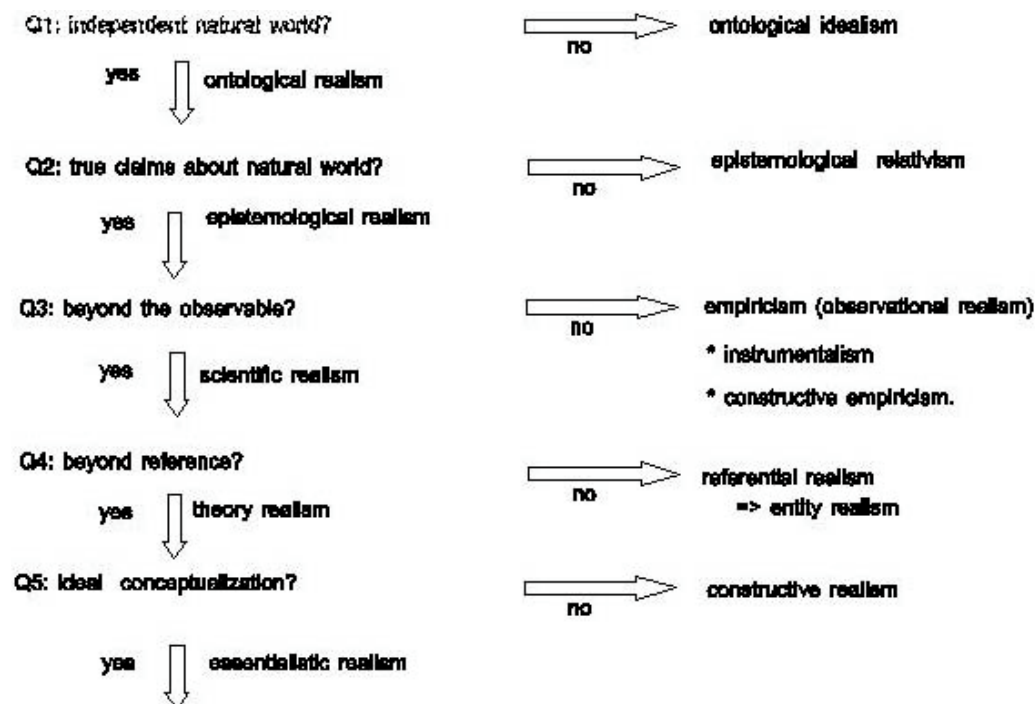 Q1: independent natural world?
no
ontological idealism
yes
ontological realism
Q2: true claims about natural world?
no
epistemological relativism
yes
epistemological realism
Q3: beyond the observable?
no
empiricism (observational realism)
* instrumentalism
* constructive empiricism.
yes
scientific realism
Q4: beyond reference?
no
referential realism
=> entity realism
yes
theory realism
Q5: ideal conceptualization?
no
constructive realism
yes
essentialistic realism